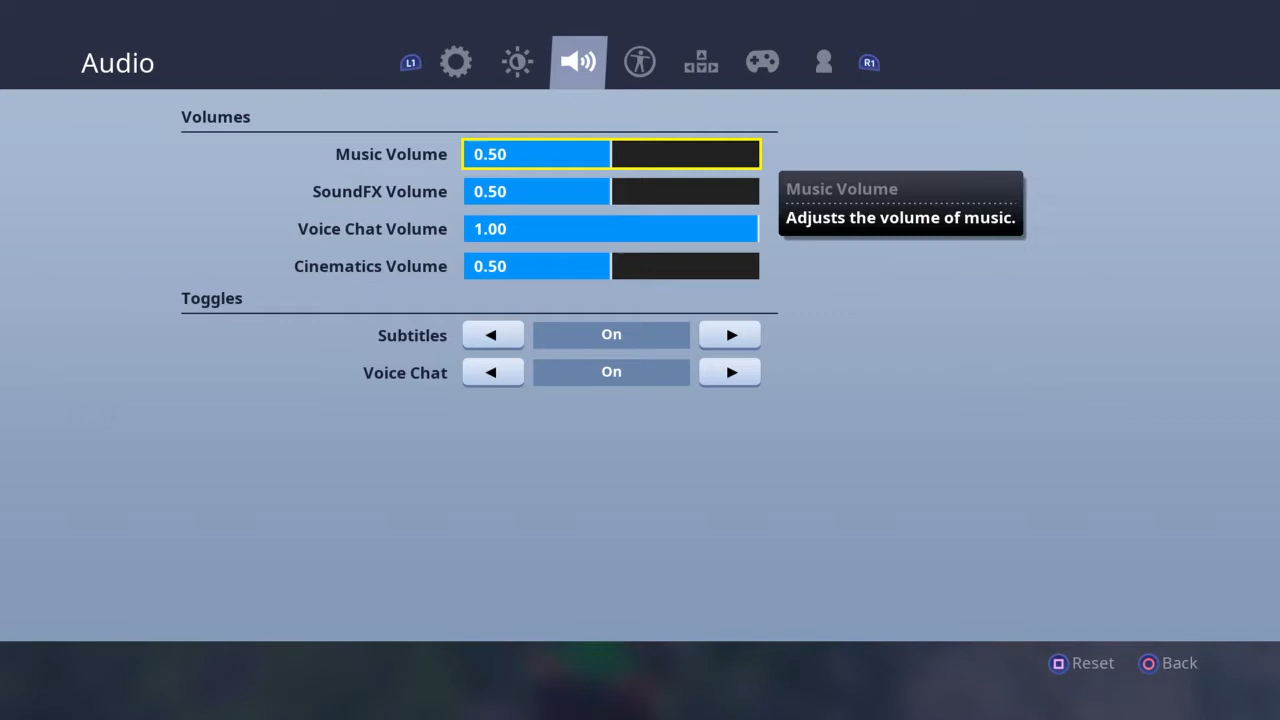 Audio
L1
R1
Volumes
Music Volume 0.50
SoundFX Volume 0.50
Voice Chat Volume 1.00
Cinematics Volume 0.50
Music Volume
Adjusts the volume of music.
Toggles
Subtitles On
Voice Chat On
Reset Back